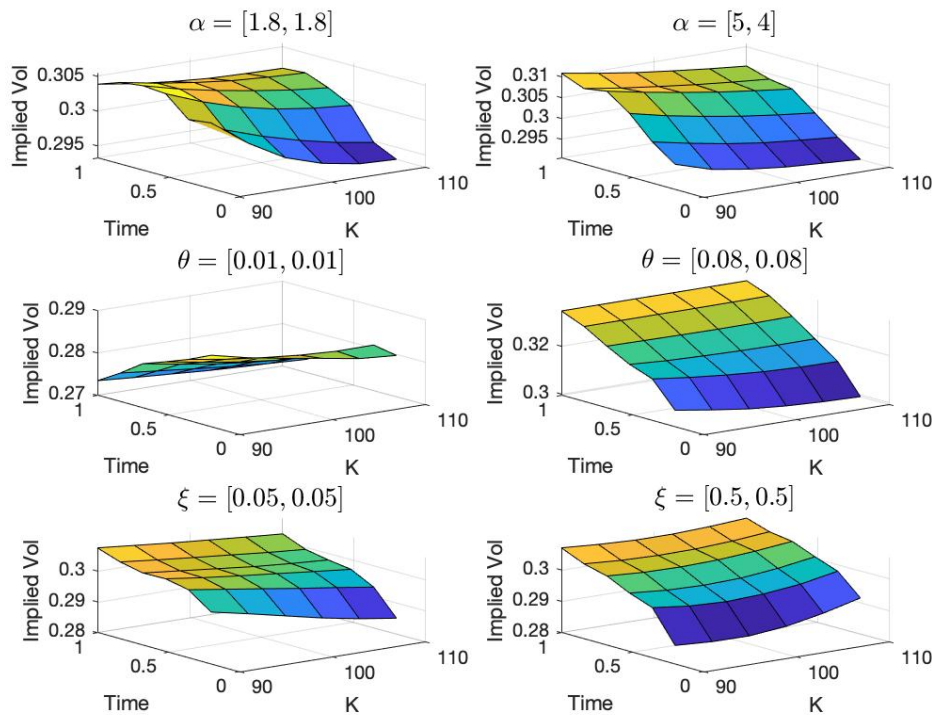 α = [1.8, 1.8]
0.305
0.3
0.295
Implied Vol
1
0.5
0
Time
90
100
110
K
α = [5, 4]
0.31
0.305
0.3
0.295
Implied Vol
1
0.5
0
Time
90
100
110
K
θ = [0.01, 0.01]
0.29
0.28
0.27
Implied Vol
1
0.5
0
Time
90
100
110
K
θ = [0.08, 0.08]
0.32
0.3
Implied Vol
1
0.5
0
Time
90
100
110
K
ξ = [0.05, 0.05]
0.3
0.29
0.28
Implied Vol
1
0.5
0
Time
90
100
110
K
ξ = [0.5, 0.5]
0.3
0.29
0.28
Implied Vol
1
0.5
0
Time
90
100
110
K